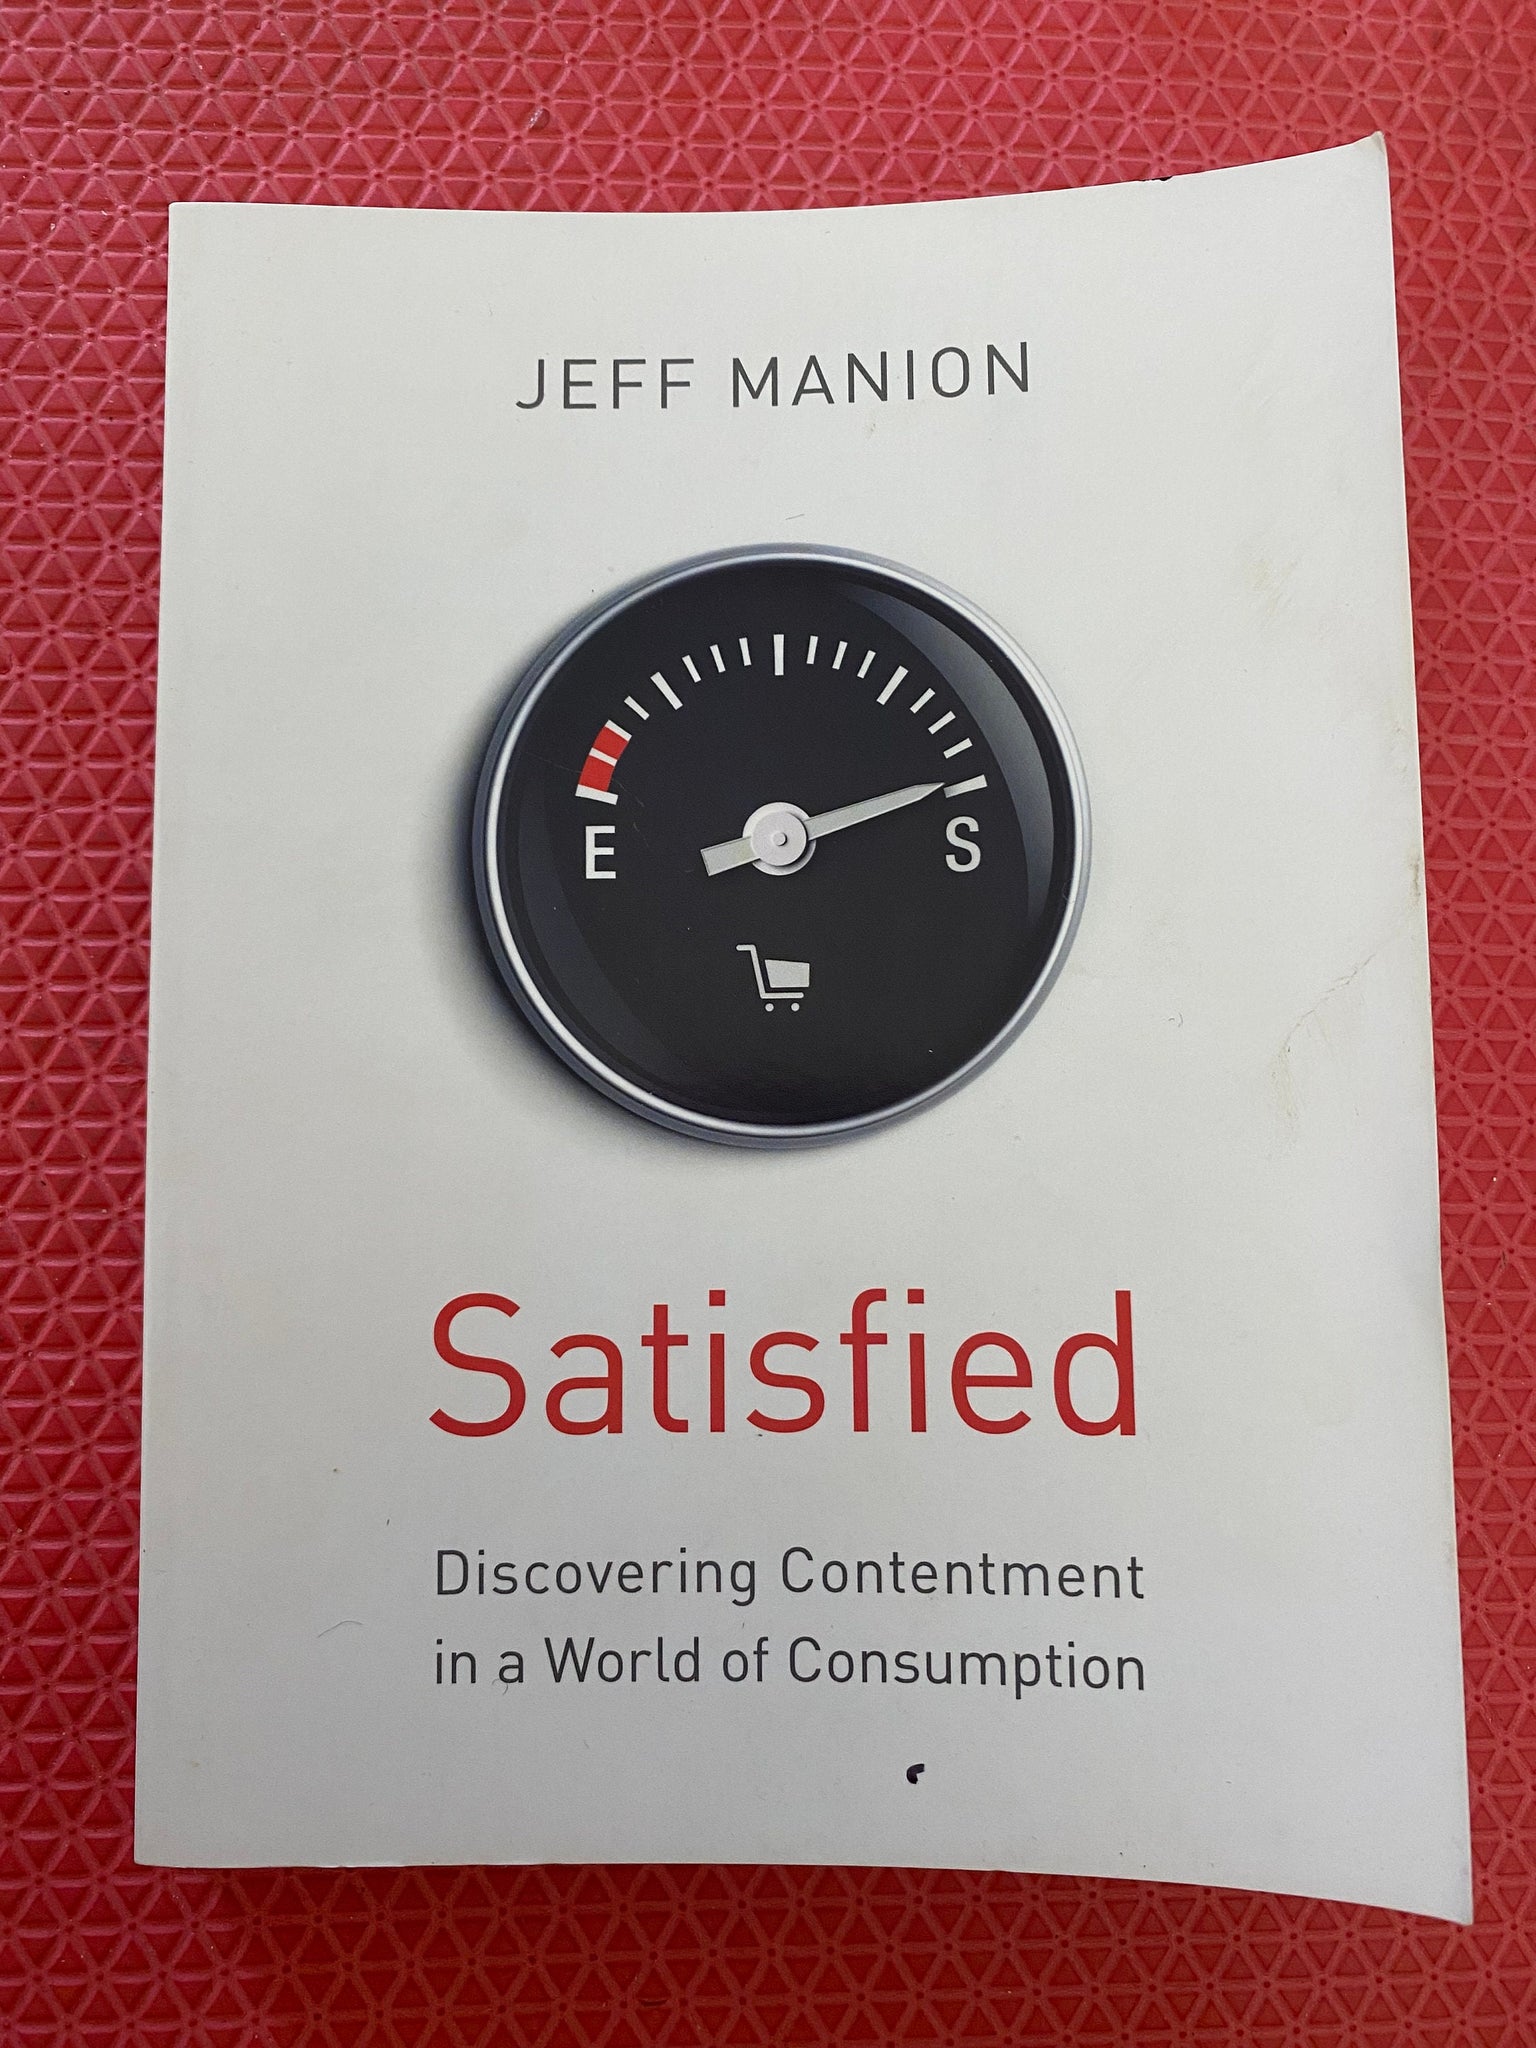 JEFF MANION
E S
Satisfied
Discovering Contentment
in a World of Consumption